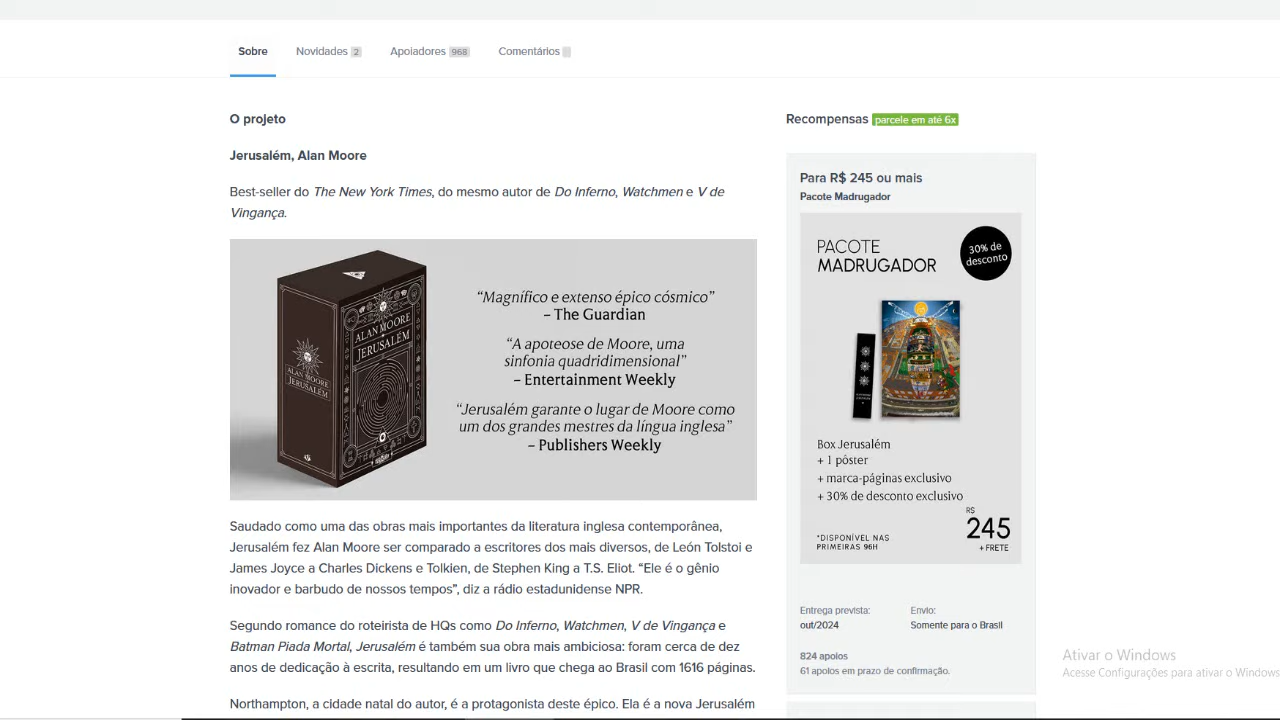 Sobre
Novidades 2
Apoiadores 968
Comentários
O projeto
Jerusalém, Alan Moore
Best-seller do The New York Times, do mesmo autor de Do Inferno, Watchmen e V de
Vingança.
ALAN MOORE
JERUSALÉM
ALAN MOORE
JERUSALÉM
“Magnífico e extenso épico cósmico”
– The Guardian
“A apoteose de Moore, uma
sinfonia quadridimensional”
– Entertainment Weekly
“Jerusalém garante o lugar de Moore como
um dos grandes mestres da língua inglesa”
– Publishers Weekly
Saudado como uma das obras mais importantes da literatura inglesa contemporânea,
Jerusalém fez Alan Moore ser comparado a escritores dos mais diversos, de León Tolstoi e
James Joyce a Charles Dickens e Tolkien, de Stephen King a T.S. Eliot. “Ele é o gênio
inovador e barbudo de nossos tempos”, diz a rádio estadunidense NPR.
Segundo romance do roteirista de HQs como Do Inferno, Watchmen, V de Vingança e
Batman Piada Mortal, Jerusalém é também sua obra mais ambiciosa: foram cerca de dez
anos de dedicação à escrita, resultando em um livro que chega ao Brasil com 1616 páginas.
Northampton, a cidade natal do autor, é a protagonista deste épico. Ela é a nova Jerusalém
Recompensas parcele em até 6x
Para R$ 245 ou mais
Pacote Madrugador
PACOTE
MADRUGADOR
30% de
desconto
Box Jerusalém
+ 1 pôster
+ marca-páginas exclusivo
+ 30% de desconto exclusivo
R$
245
+ FRETE
*DISPONÍVEL NAS
PRIMEIRAS 96H
Entrega prevista:
out/2024
Envio:
Somente para o Brasil
824 apoios
61 apoios em prazo de confirmação.
Ativar o Windows
Acesse Configurações para ativar o Windows